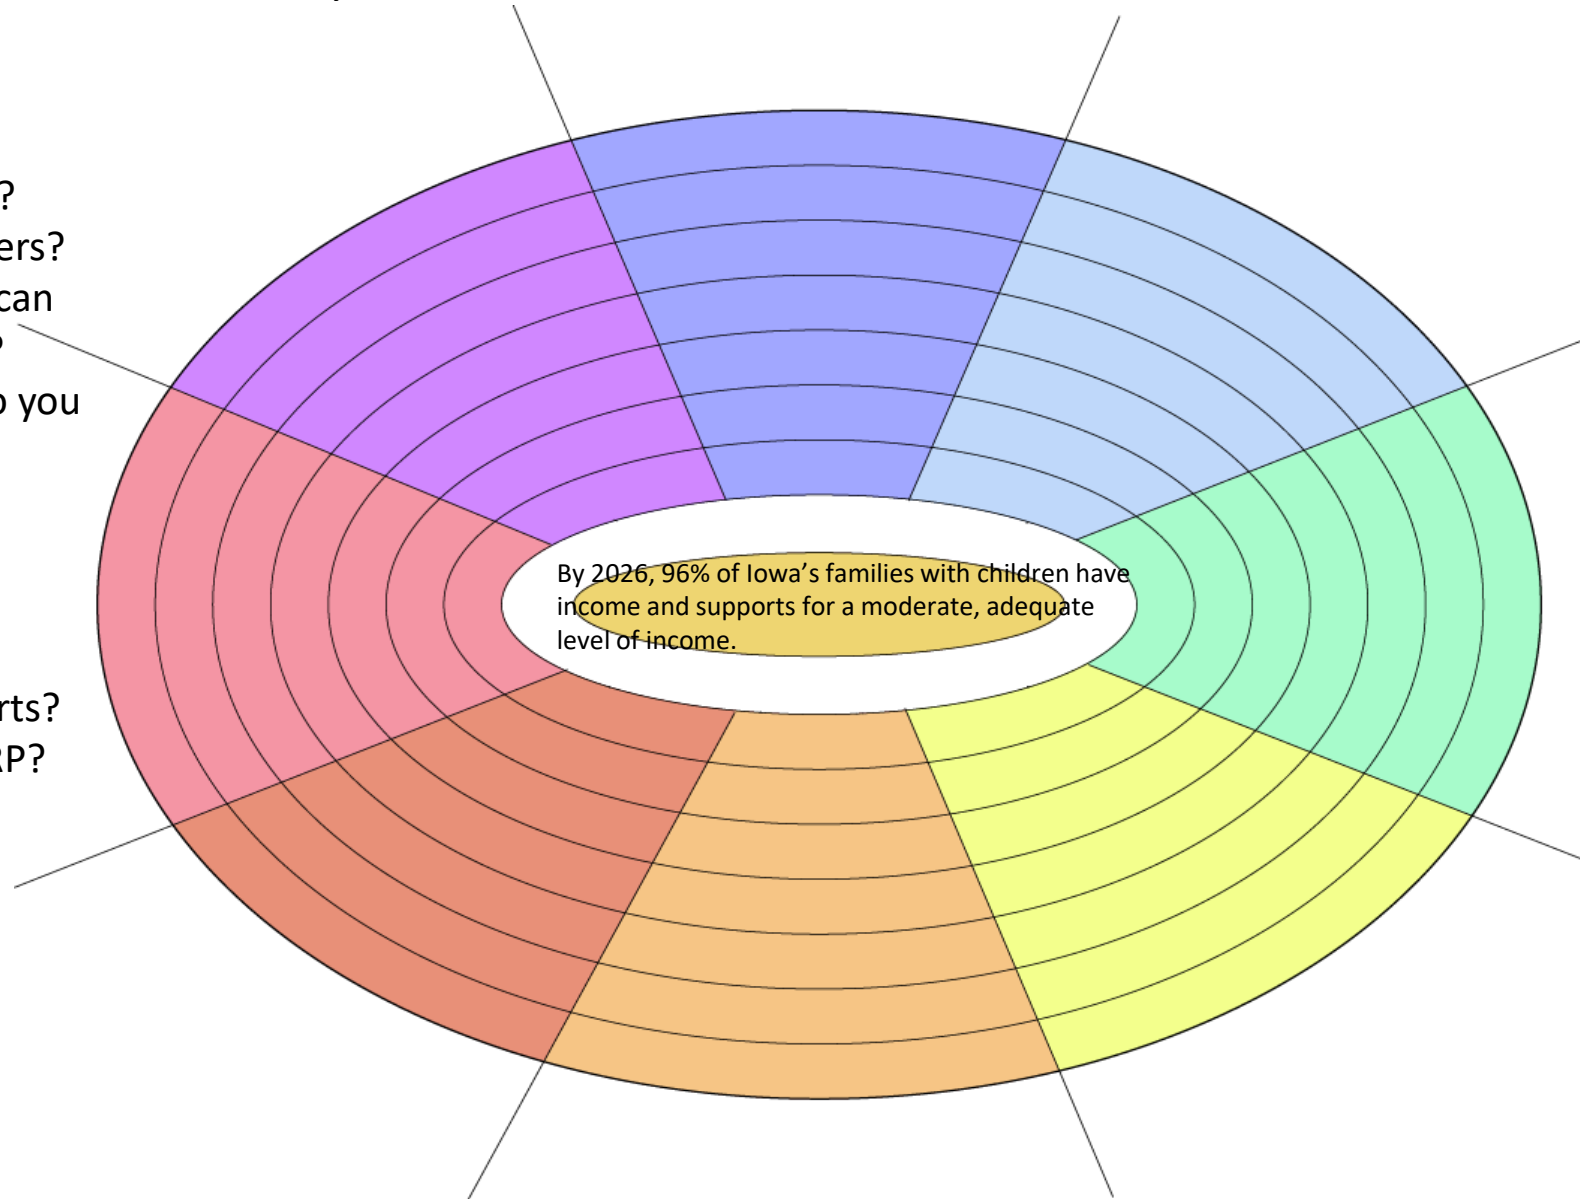 ?
ers?
can
?
o you
By 2026, 96% of Iowa’s families with children have
income and supports for a moderate, adequate
level of income.
rts?
RP?